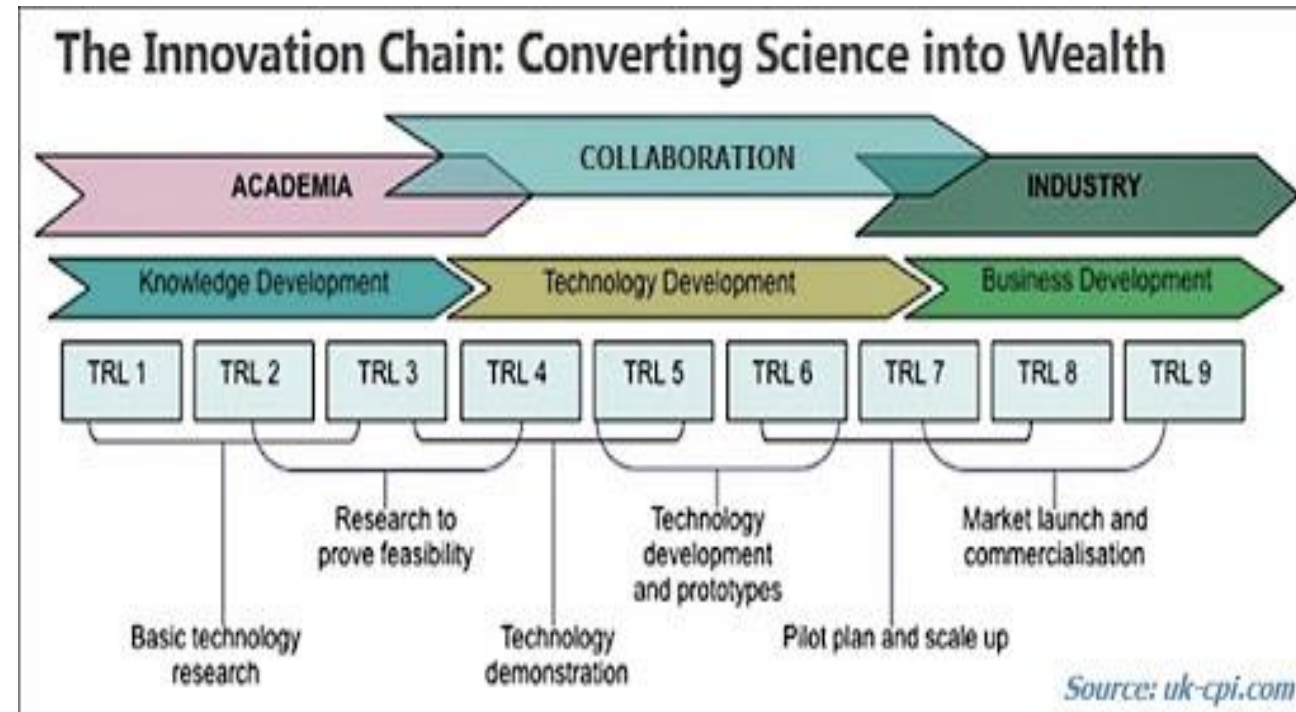 The Innovation Chain: Converting Science into Wealth
COLLABORATION
ACADEMIA
INDUSTRY
Knowledge Development
Technology Development
Business Development
TRL 1
TRL 2
TRL 3
TRL 4
TRL 5
TRL 6
TRL 7
TRL 8
TRL 9
Research to
prove feasibility
Technology
development
and prototypes
Market launch and
commercialisation
Basic technology
research
Technology
demonstration
Pilot plan and scale up
Source: uk-cpi.com